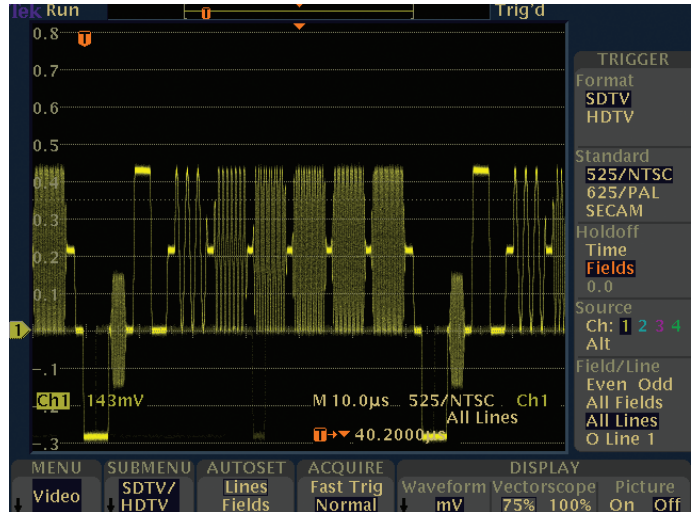 Tek Run Trig'd
T
T
0.8
0.7
0.6
0.5
0.4
0.3
0.2
0.1
1
-.1
-.2
-.3
Ch1 143mV M 10.0µs 525/NTSC Ch1
All Lines
T→▼ 40.2000µs
TRIGGER
Format
SDTV
HDTV
Standard
525/NTSC
625/PAL
SECAM
Holdoff
Time
Fields
0.0
Source
Ch: 1 2 3 4
Alt
Field/Line
Even Odd
All Fields
All Lines
O Line 1
MENU SUBMENU AUTOSET ACQUIRE DISPLAY
Video SDTV/ Lines Fast Trig Waveform Vectorscope Picture
HDTV Fields Normal mV 75% 100% On Off